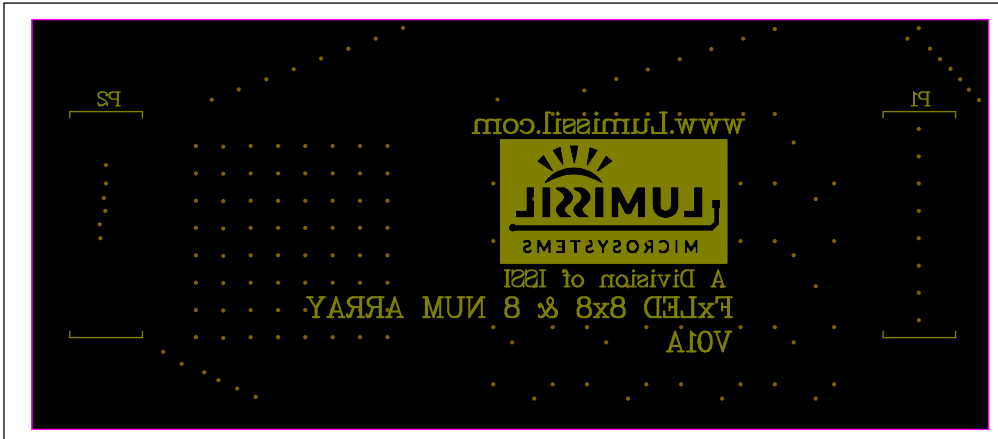 P2
P1
www.Lumissil.com
LUMISSIL
MICROSYSTEMS
A Division of ISSI
FxLED 8x8 & 8 NUM ARRAY
V01A